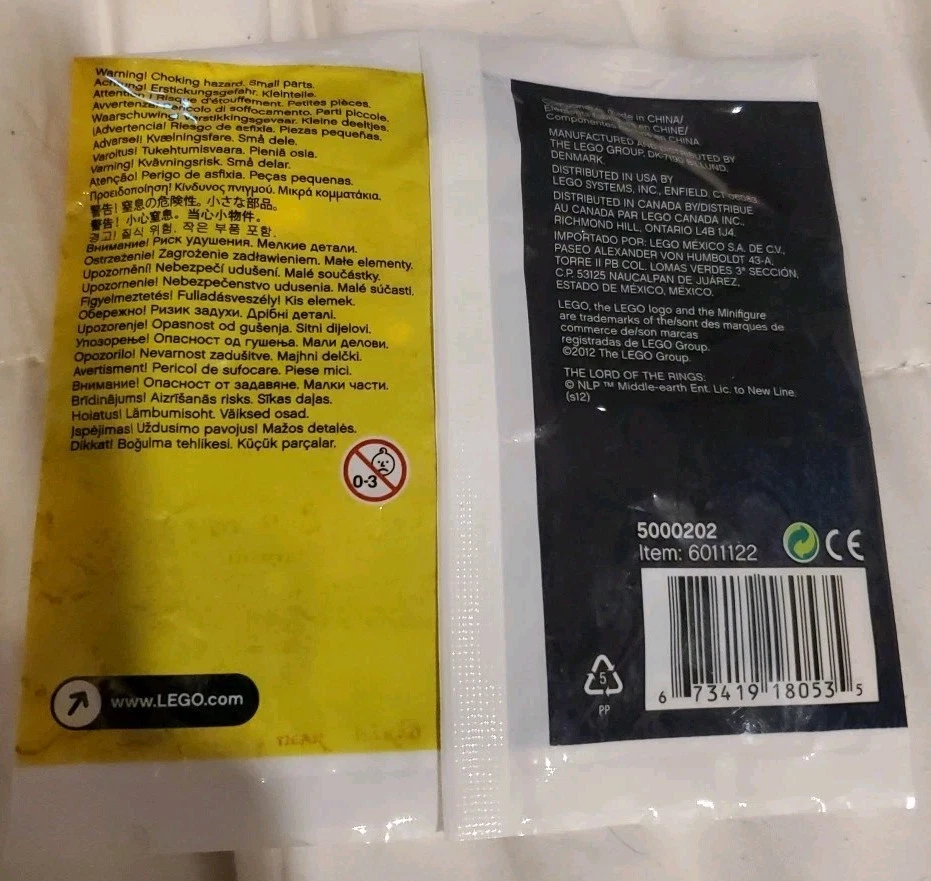 Warning! Choking hazard. Small parts.
Achtung! Erstickungsgefahr. Kleinteile.
Attention ! Risque d'étouffement. Petites pièces.
Avvertenza! Pericolo di soffocamento. Parti piccole.
Waarschuwing! Verstikkingsgevaar. Kleine deeltjes.
¡Advertencia! Riesgo de asfixia. Piezas pequeñas.
Advarsel! Kvælningsfare. Små dele.
Varoitus! Tukehtumisvaara. Pieniä osia.
Varning! Kvävningsrisk. Små delar.
Atenção! Perigo de asfixia. Peças pequenas.
Προειδοποίηση! Κίνδυνος πνιγμού. Μικρά κομματάκια.
警告！窒息の危険性。小さな部品。
警告！小心窒息。当心小物件。
경고! 질식 위험. 작은 부품 포함.
Внимание! Риск удушения. Мелкие детали.
Ostrzeżenie! Zagrożenie zadławieniem. Małe elementy.
Upozornění! Nebezpečí udušení. Malé součástky.
Upozornenie! Nebezpečenstvo udusenia. Malé súčasti.
Figyelmeztetés! Fulladásveszély! Kis elemek.
Обережно! Ризик задухи. Дрібні деталі.
Upozorenje! Opasnost od gušenja. Sitni dijelovi.
Упозорење! Опасност од гушења. Мали делови.
Opozorilo! Nevarnost zadušitve. Majhni delčki.
Avertisment! Pericol de sufocare. Piese mici.
Внимание! Опасност от задавяне. Малки части.
Brīdinājums! Aizrīšanās risks. Sīkas daļas.
Hoiatus! Lämbumisoht. Väiksed osad.
Įspėjimas! Uždusimo pavojus! Mažos detalės.
Dikkat! Boğulma tehlikesi. Küçük parçalar.
0-3
www.LEGO.com
made in CHINA/
en CHINE/
CHINA
MANUFACTURED AND DISTRIBUTED BY
THE LEGO GROUP, DK-7190 BILLUND,
DENMARK.
DISTRIBUTED IN USA BY
LEGO SYSTEMS, INC., ENFIELD, CT-06083.
DISTRIBUTED IN CANADA BY/DISTRIBUÉ
AU CANADA PAR LEGO CANADA INC.,
RICHMOND HILL, ONTARIO L4B 1J4.
IMPORTADO POR: LEGO MÉXICO S.A. DE C.V.,
PASEO ALEXANDER VON HUMBOLDT 43-A,
TORRE II PB COL. LOMAS VERDES 3ª SECCIÓN,
C.P. 53125 NAUCALPAN DE JUÁREZ,
ESTADO DE MÉXICO, MÉXICO.
LEGO, the LEGO logo and the Minifigure
are trademarks of the/sont des marques de
commerce de/son marcas
registradas de LEGO Group.
©2012 The LEGO Group.
THE LORD OF THE RINGS:
© NLP ™ Middle-earth Ent. Lic. to New Line.
(s12)
5000202
Item: 6011122
CE
5
PP
6 73419 18053 5